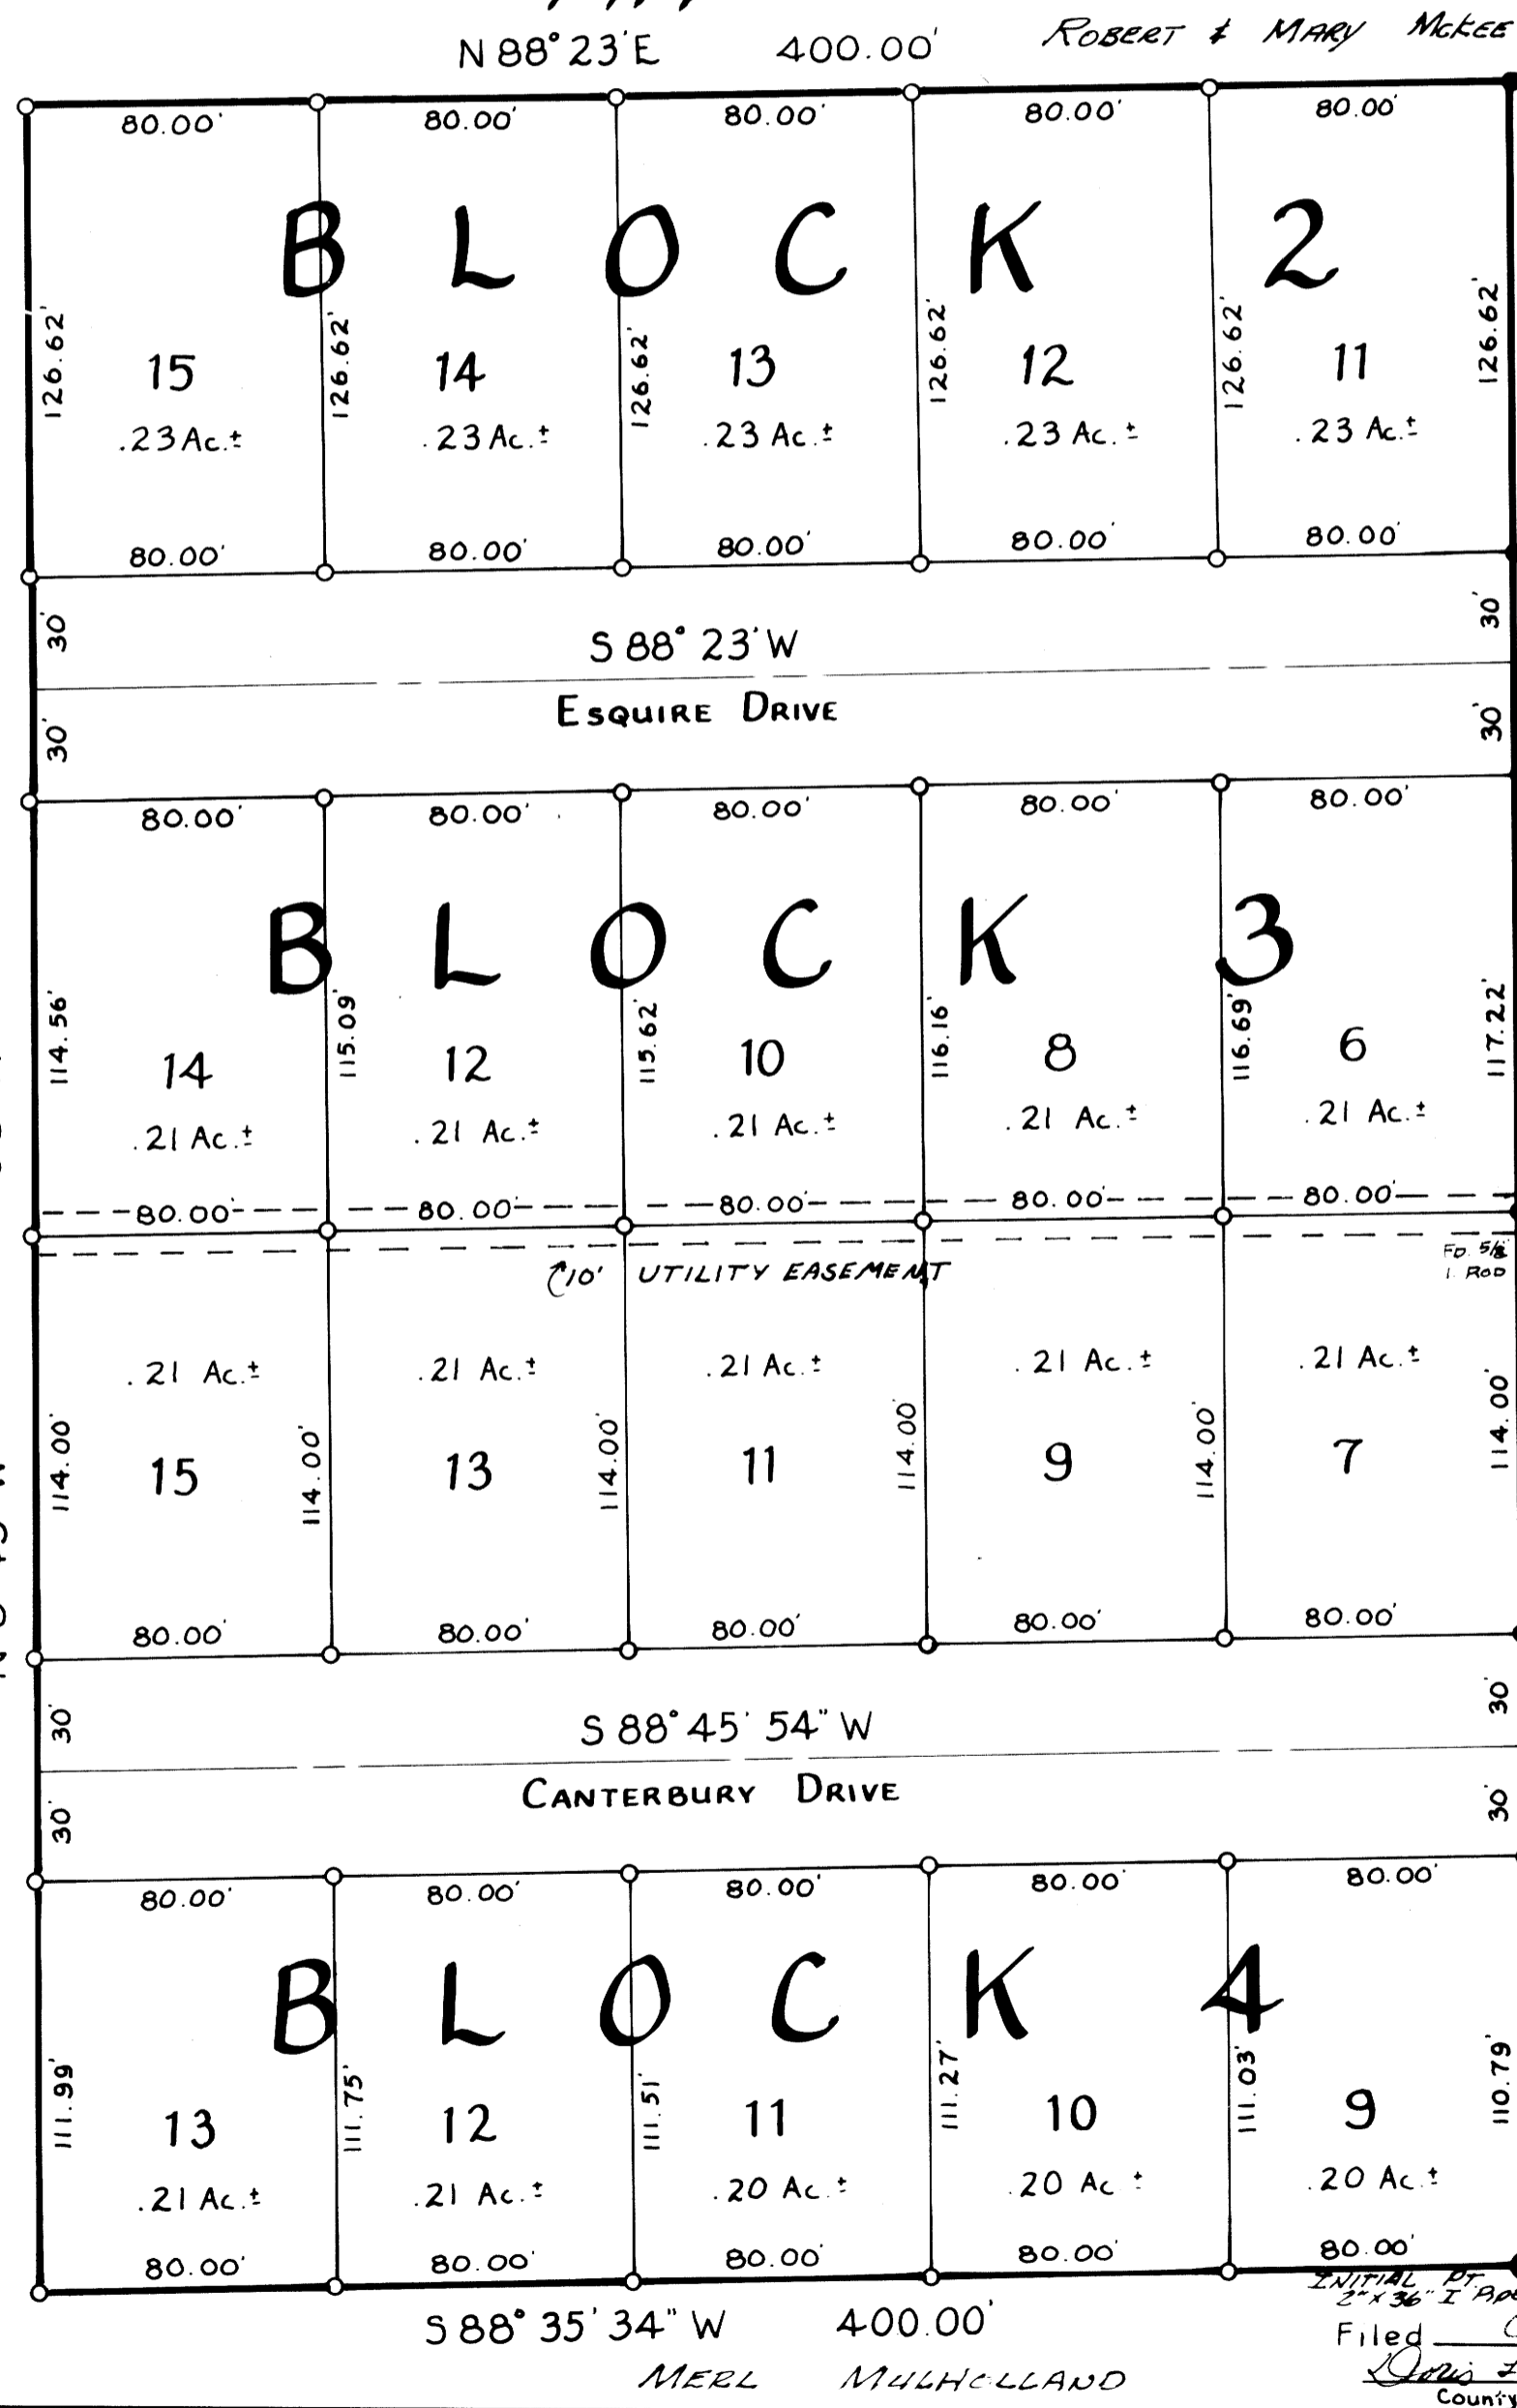 N 88° 23' E 400.00' ROBERT & MARY MCKEE
80.00' 80.00' 80.00' 80.00' 80.00'
BLOCK 2
126.62' 126.62' 126.62' 126.62' 126.62' 126.62'
15 14 13 12 11
.23 Ac.± .23 Ac.± .23 Ac.± .23 Ac.± .23 Ac.±
80.00' 80.00' 80.00' 80.00' 80.00'
30' 30'
S 88° 23' W
ESQUIRE DRIVE
30' 30'
80.00' 80.00' 80.00' 80.00' 80.00'
BLOCK 3
114.56' 115.09' 115.62' 116.16' 116.69' 117.22'
14 12 10 8 6
.21 Ac.± .21 Ac.± .21 Ac.± .21 Ac.± .21 Ac.±
80.00' 80.00' 80.00' 80.00' 80.00'
10' UTILITY EASEMENT
FD. 5/8
I. ROD
.21 Ac.± .21 Ac.± .21 Ac.± .21 Ac.± .21 Ac.±
114.00' 114.00' 114.00' 114.00' 114.00' 114.00'
15 13 11 9 7
80.00' 80.00' 80.00' 80.00' 80.00'
30' 30'
S 88° 45' 54" W
CANTERBURY DRIVE
30' 30'
80.00' 80.00' 80.00' 80.00' 80.00'
BLOCK 4
111.99' 111.75' 111.51' 111.27' 111.03' 110.79'
13 12 11 10 9
.21 Ac.± .21 Ac.± .20 Ac.± .20 Ac.± .20 Ac.±
80.00' 80.00' 80.00' 80.00' 80.00'
INITIAL PT.
2" X 36" I
S 88° 35' 34" W 400.00'
Filed
MERL MULHOLLAND
Doris
County